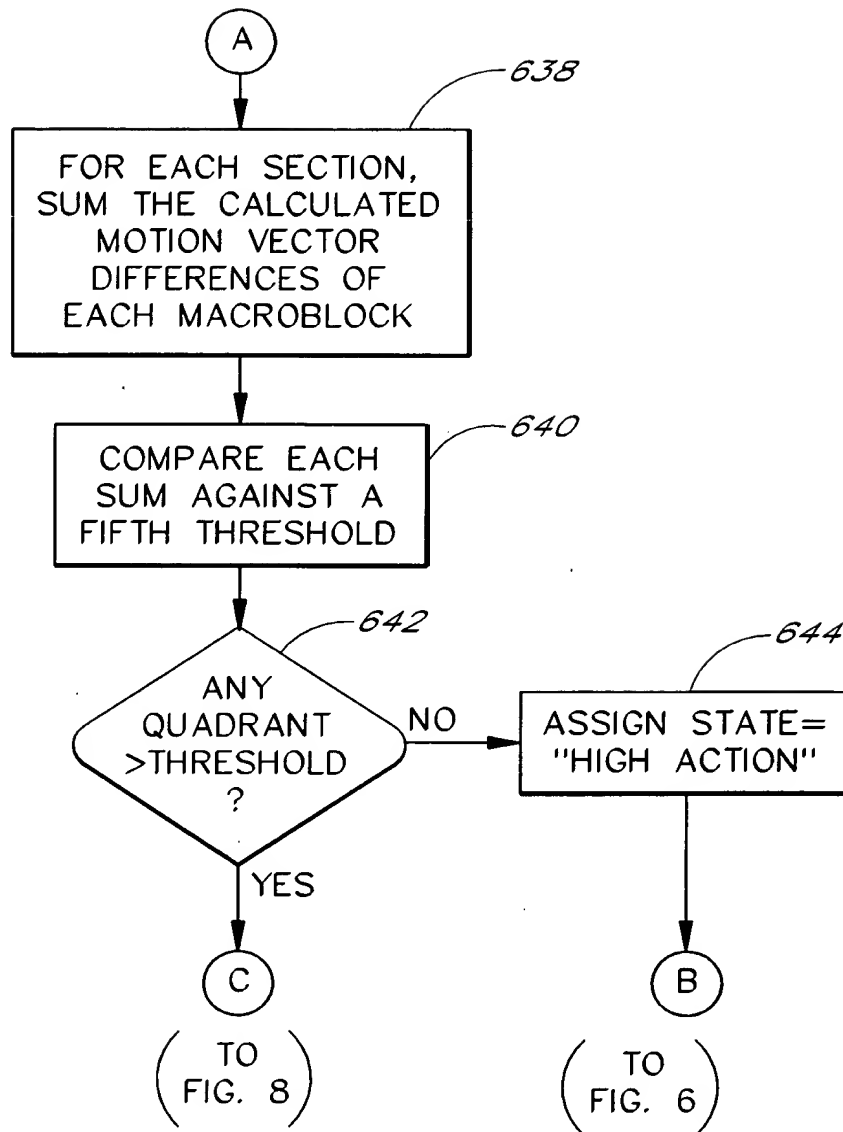 A
638
FOR EACH SECTION,
SUM THE CALCULATED
MOTION VECTOR
DIFFERENCES OF
EACH MACROBLOCK
640
COMPARE EACH
SUM AGAINST A
FIFTH THRESHOLD
642
ANY
QUADRANT
>THRESHOLD
?
NO
644
ASSIGN STATE=
"HIGH ACTION"
YES
C
B
( TO
FIG. 8 )
( TO
FIG. 6 )